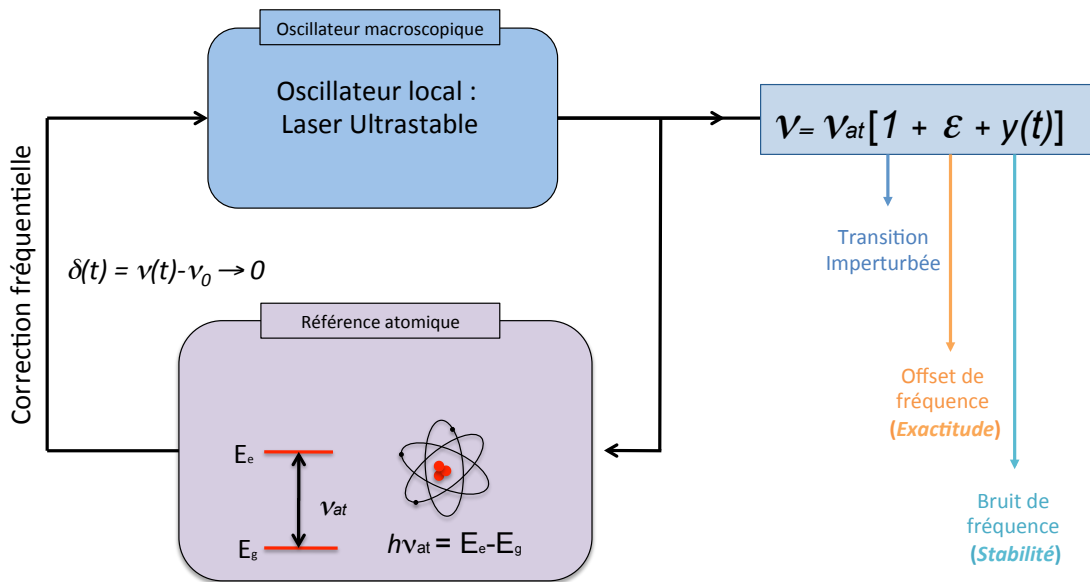 Oscillateur macroscopique
Oscillateur local :
Laser Ultrastable
ν= νat[1 + ε + y(t)]
Correction fréquentielle
δ(t) = ν(t)-ν0 → 0
Transition
Imperturbée
Référence atomique
Offset de
fréquence
(Exactitude)
Ee
νat
Eg
hνat = Ee-Eg
Bruit de
fréquence
(Stabilité)